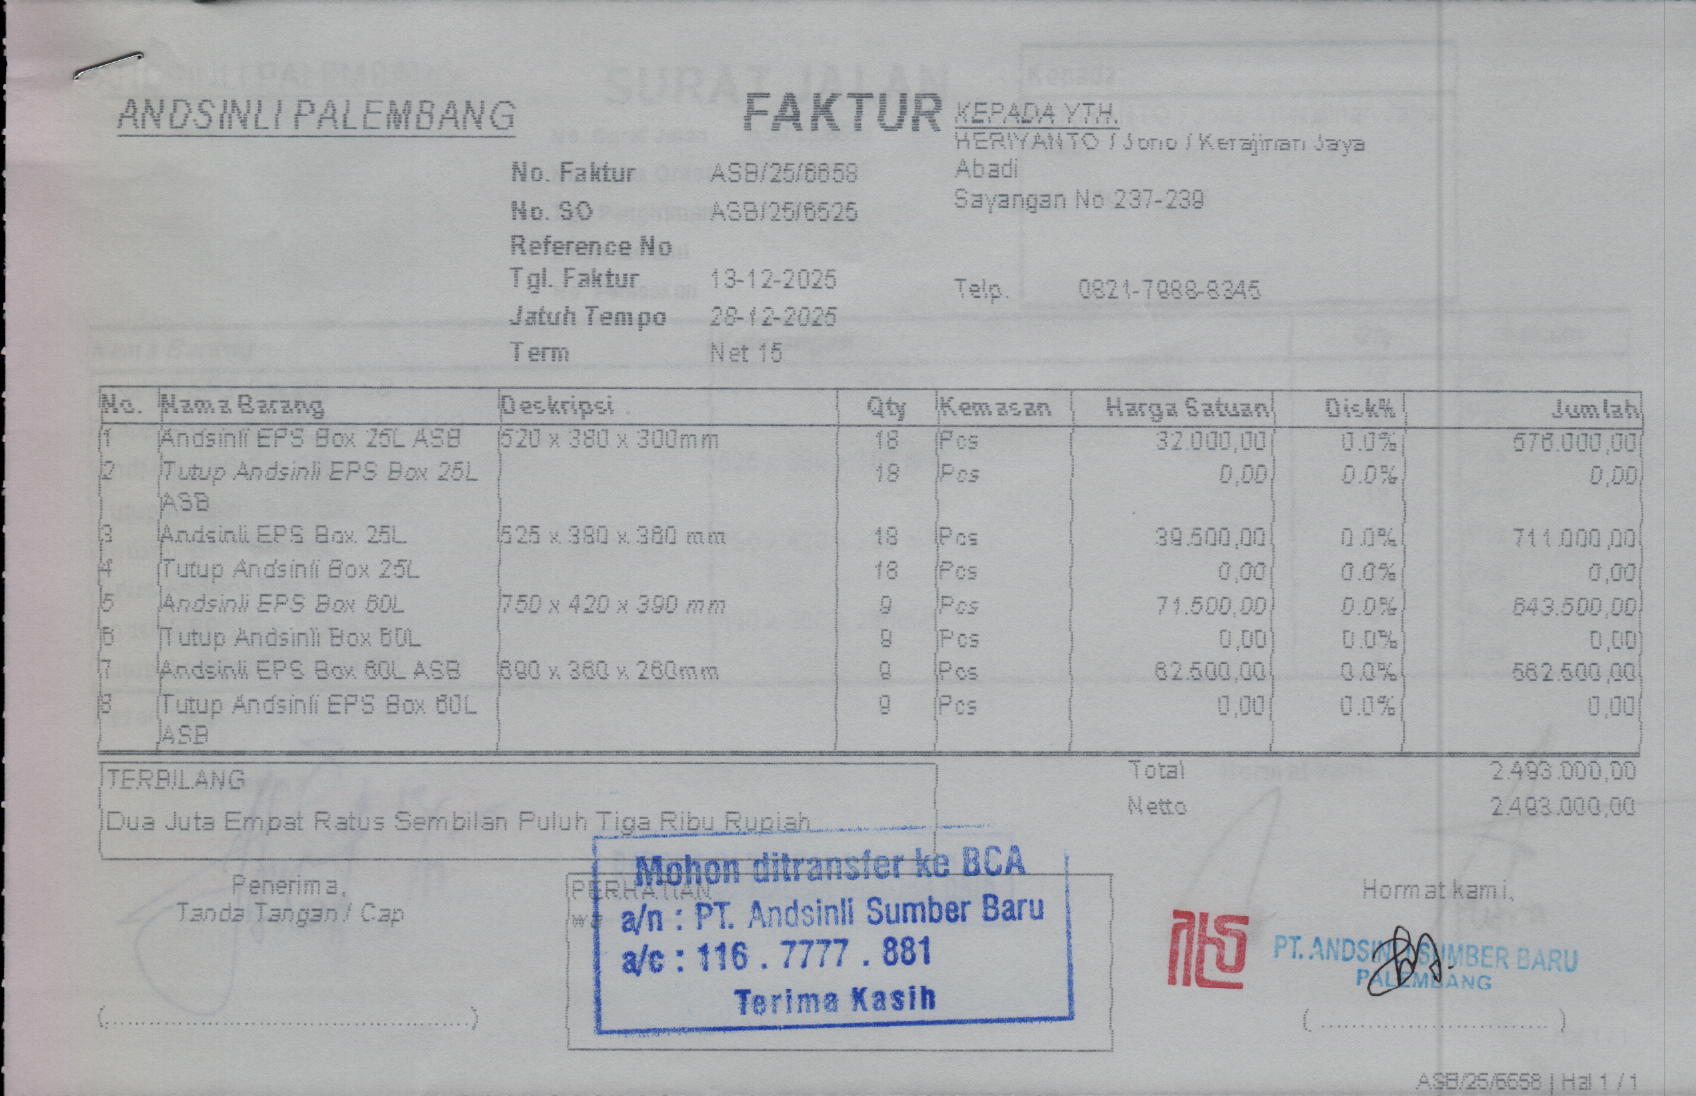 ANDSINLI PALEMBANG
FAKTUR
KEPADA YTH.
HERIYANTO / Jono / Kerajinan Jaya
Abadi
Sayangan No 237-239
Telp. 0821-7988-8345
No. Faktur ASB/25/6658
No. SO ASB/25/6525
Reference No
Tgl. Faktur 13-12-2025
Jatuh Tempo 28-12-2025
Term Net 15
No. Nama Barang Deskripsi Qty Kemasan Harga Satuan Disk% Jumlah
1 Andsinli EPS Box 25L ASB 520 x 380 x 300mm 18 Pcs 32.000,00 0.0% 576.000,00
2 Tutup Andsinli EPS Box 25L 18 Pcs 0,00 0.0% 0,00
ASB
3 Andsinli EPS Box 25L 525 x 390 x 360 mm 18 Pcs 39.500,00 0.0% 711.000,00
4 Tutup Andsinli Box 25L 18 Pcs 0,00 0.0% 0,00
5 Andsinli EPS Box 60L 750 x 420 x 390 mm 9 Pcs 71.500,00 0.0% 643.500,00
6 Tutup Andsinli Box 60L 9 Pcs 0,00 0.0% 0,00
7 Andsinli EPS Box 60L ASB 690 x 360 x 260mm 9 Pcs 62.500,00 0.0% 562.500,00
8 Tutup Andsinli EPS Box 60L 9 Pcs 0,00 0.0% 0,00
ASB
Total 2.493.000,00
Netto 2.493.000,00
TERBILANG
Dua Juta Empat Ratus Sembilan Puluh Tiga Ribu Rupiah
Penerima,
Tanda Tangan / Cap
PERHATIAN
Mohon ditransfer ke BCA
a/n : PT. Andsinli Sumber Baru
a/c : 116 . 7777 . 881
Terima Kasih
Hormat kami,
PT. ANDSINLI SUMBER BARU
PALEMBANG
ASB/25/6658 | Hal 1 / 1